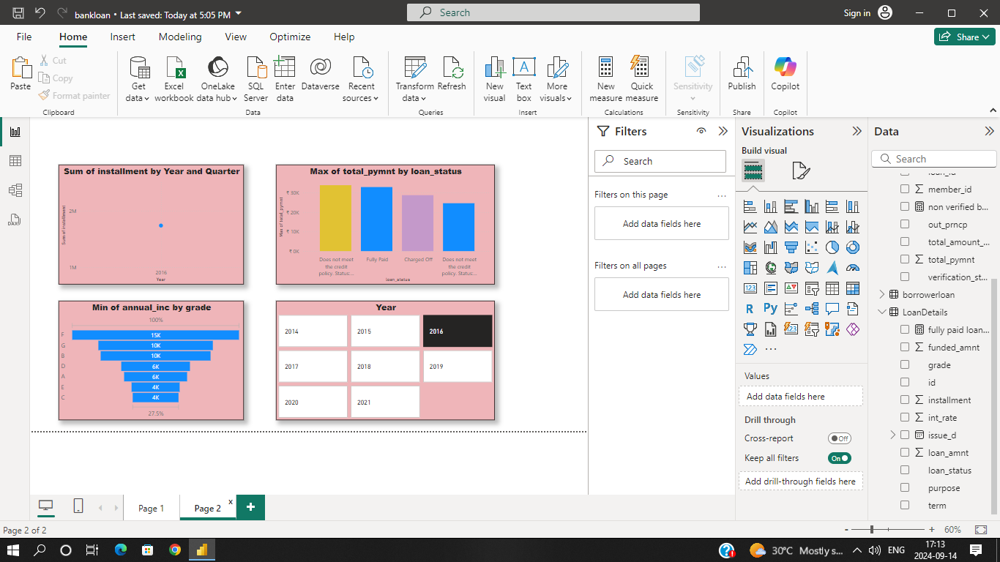 bankloan • Last saved: Today at 5:05 PM
Search
Sign in
File Home Insert Modeling View Optimize Help
Share
Paste
Cut
Copy
Format painter
Clipboard
Get data
Excel workbook
OneLake data hub
SQL Server
Enter data
Dataverse
Recent sources
Data
Transform data
Refresh
Queries
New visual
Text box
More visuals
Insert
New measure
Quick measure
Calculations
Sensitivity
Sensitivity
Publish
Share
Copilot
Copilot
Sum of installment by Year and Quarter
Sum of installment
2M
1M
2016
Year
Max of total_pymnt by loan_status
Max of total_pymnt
₹ 30K
₹ 20K
₹ 10K
₹ 0K
Does not meet the credit policy. Status:...
Fully Paid
Charged Off
Does not meet the credit policy. Status:...
loan_status
Min of annual_inc by grade
100%
F 15K
G 10K
B 10K
D 6K
A 6K
E 4K
C 4K
27.5%
Year
2014 2015 2016
2017 2018 2019
2020 2021
Filters
Search
Filters on this page ...
Add data fields here
Filters on all pages ...
Add data fields here
Visualizations
Build visual
123
R Py
123
...
Values
Add data fields here
Drill through
Cross-report Off
Keep all filters On
Add drill-through fields here
Data
Search
loan_id
member_id
non verified b...
out_prncp
total_amount_...
total_pymnt
verification_st...
borrowerloan
LoanDetails
fully paid loan...
funded_amnt
grade
id
installment
int_rate
issue_d
loan_amnt
loan_status
purpose
term
Page 1
Page 2 x
+
Page 2 of 2
- + 60%
30°C Mostly s...
ENG
17:13
2024-09-14